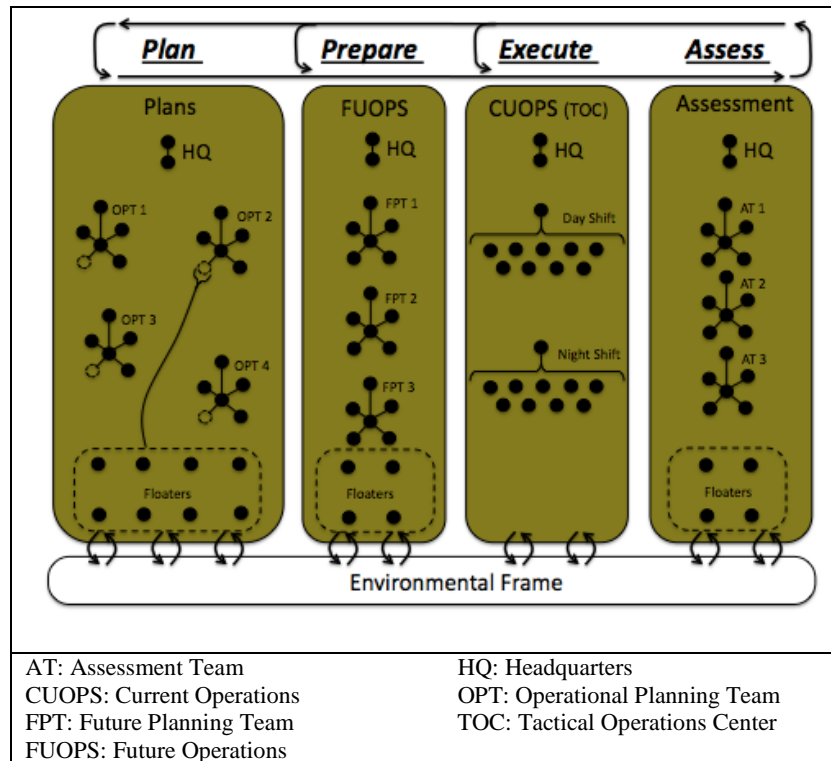 Plan Prepare Execute Assess
Plans FUOPS CUOPS (TOC) Assessment
HQ HQ HQ HQ
OPT 1 OPT 2 FPT 1 Day Shift AT 1
OPT 3 FPT 2 AT 2
OPT 4 FPT 3 Night Shift AT 3
Floaters Floaters Floaters
Environmental Frame
AT: Assessment Team HQ: Headquarters
CUOPS: Current Operations OPT: Operational Planning Team
FPT: Future Planning Team TOC: Tactical Operations Center
FUOPS: Future Operations